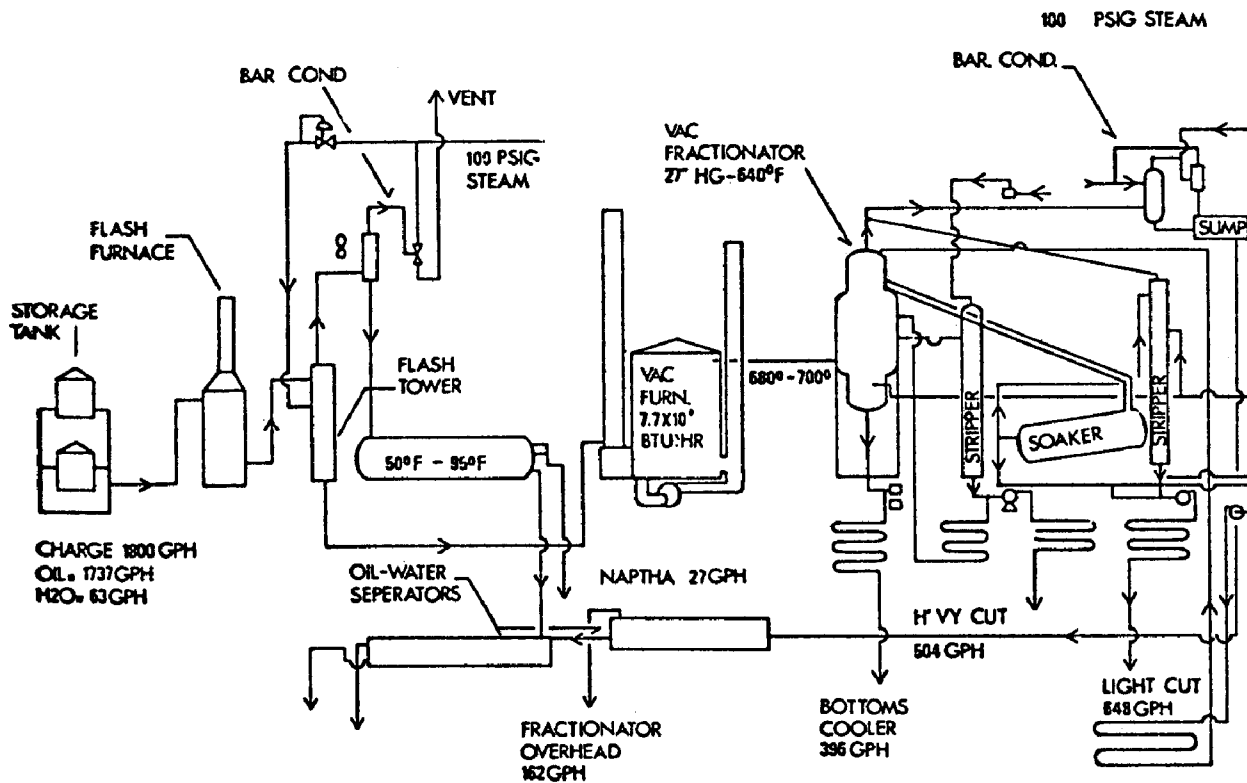 100 PSIG STEAM
BAR COND
BAR. COND.
VENT
VAC
FRACTIONATOR
27" HG-640°F
100 PSIG
STEAM
FLASH
FURNACE
SUMP
STORAGE
TANK
FLASH
TOWER
680°-700°
VAC
FURN.
7.7X10⁶
BTU/HR
STRIPPER
SOAKER
STRIPPER
50°F - 95°F
CHARGE 1800 GPH
OIL= 1737 GPH
H2O= 63 GPH
OIL-WATER
SEPERATORS
NAPTHA 27 GPH
H'VY CUT
504 GPH
LIGHT CUT
648 GPH
BOTTOMS
COOLER
396 GPH
FRACTIONATOR
OVERHEAD
162 GPH